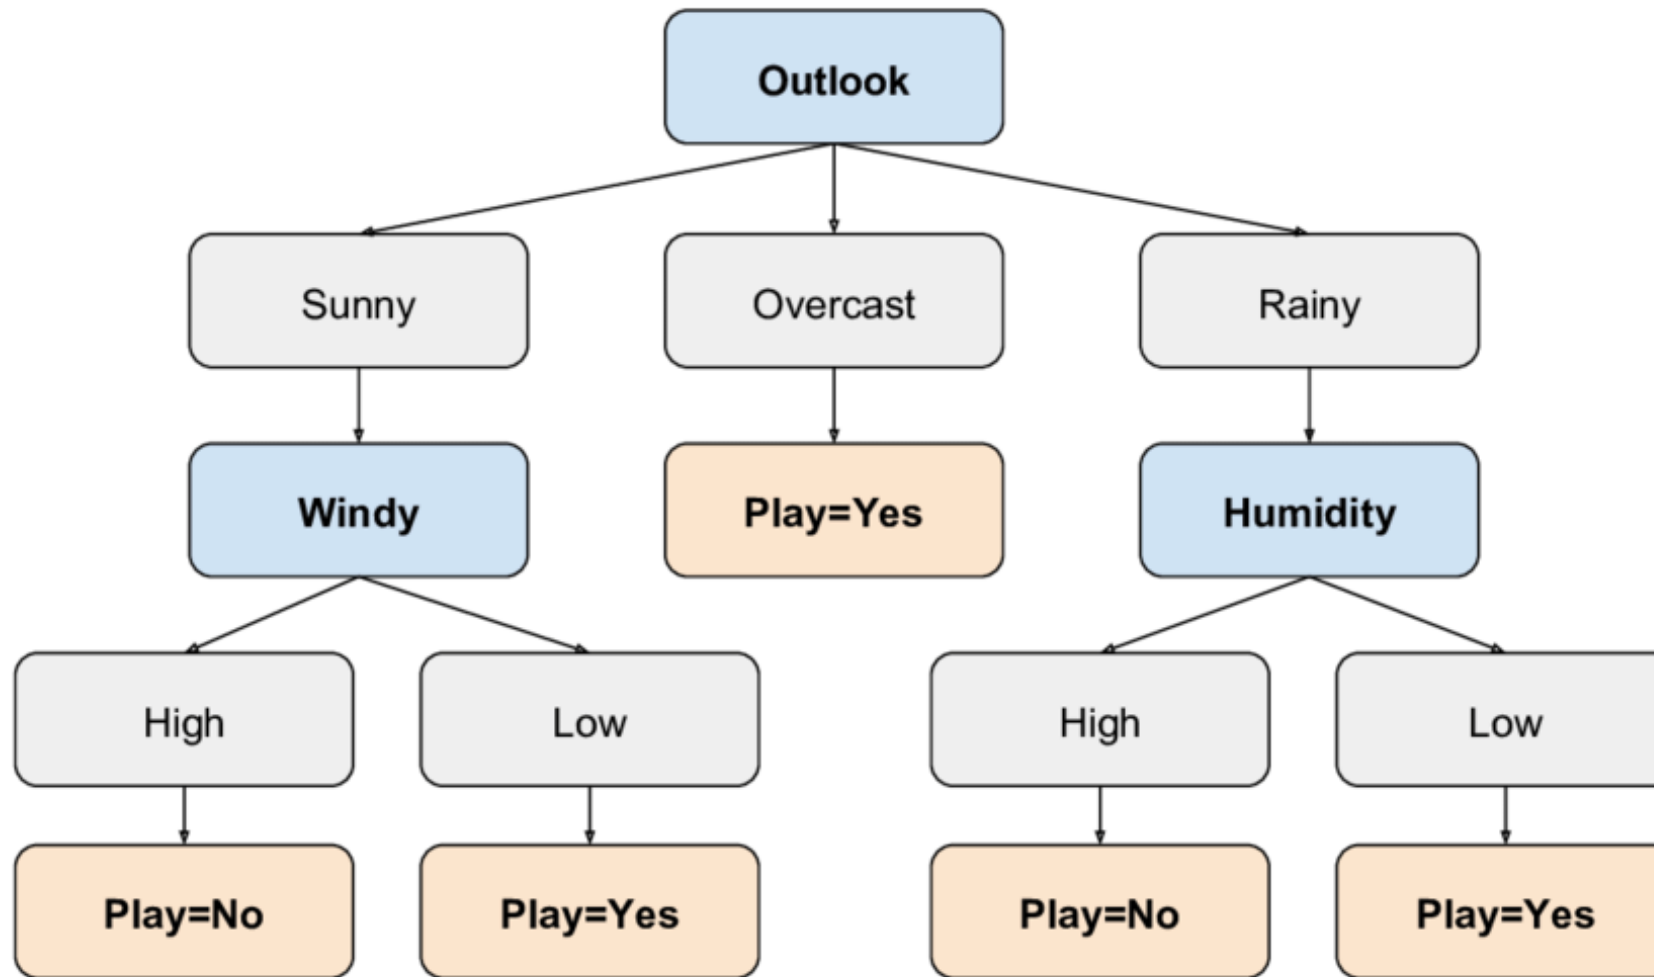 Outlook
Sunny
Overcast
Rainy
Windy
Play=Yes
Humidity
High
Low
High
Low
Play=No
Play=Yes
Play=No
Play=Yes